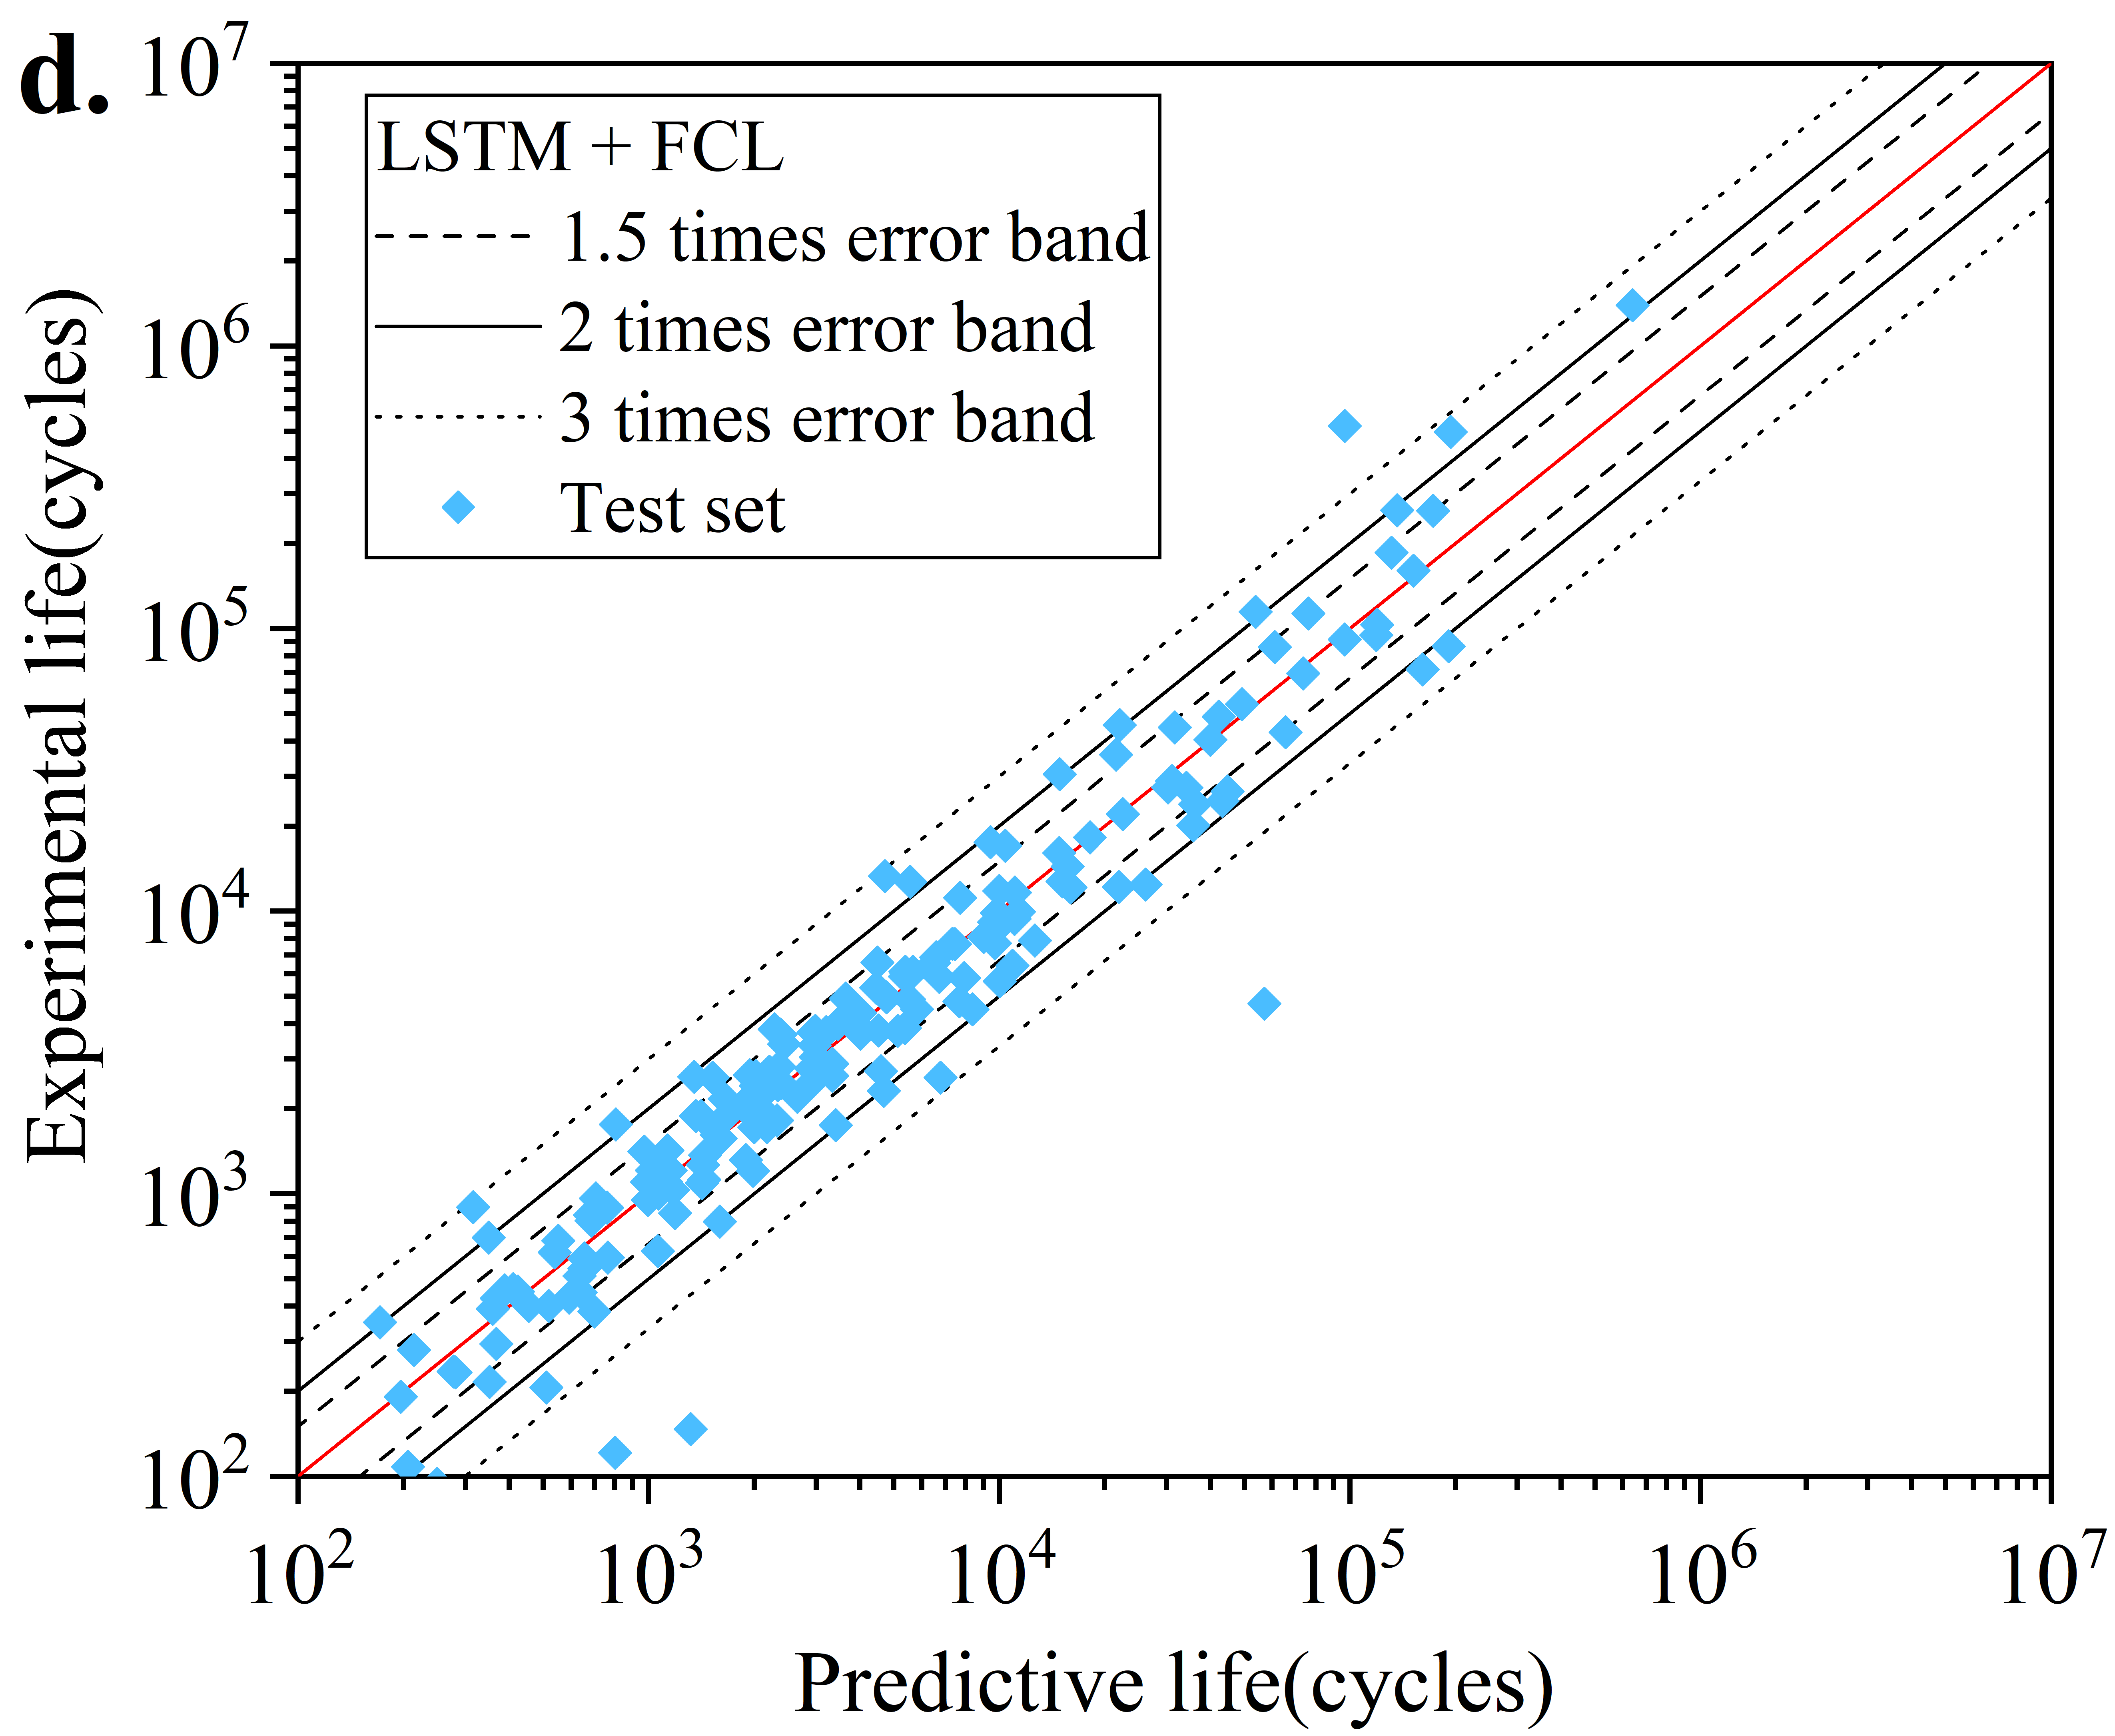 d.
LSTM + FCL
1.5 times error band
2 times error band
3 times error band
Test set
Experimental life(cycles)
10^7
10^6
10^5
10^4
10^3
10^2
10^2 10^3 10^4 10^5 10^6 10^7
Predictive life(cycles)